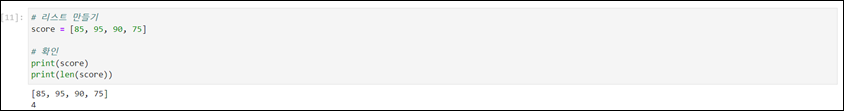 [11]:
# 리스트 만들기
score = [85, 95, 90, 75]
# 확인
print(score)
print(len(score))
[85, 95, 90, 75]
4